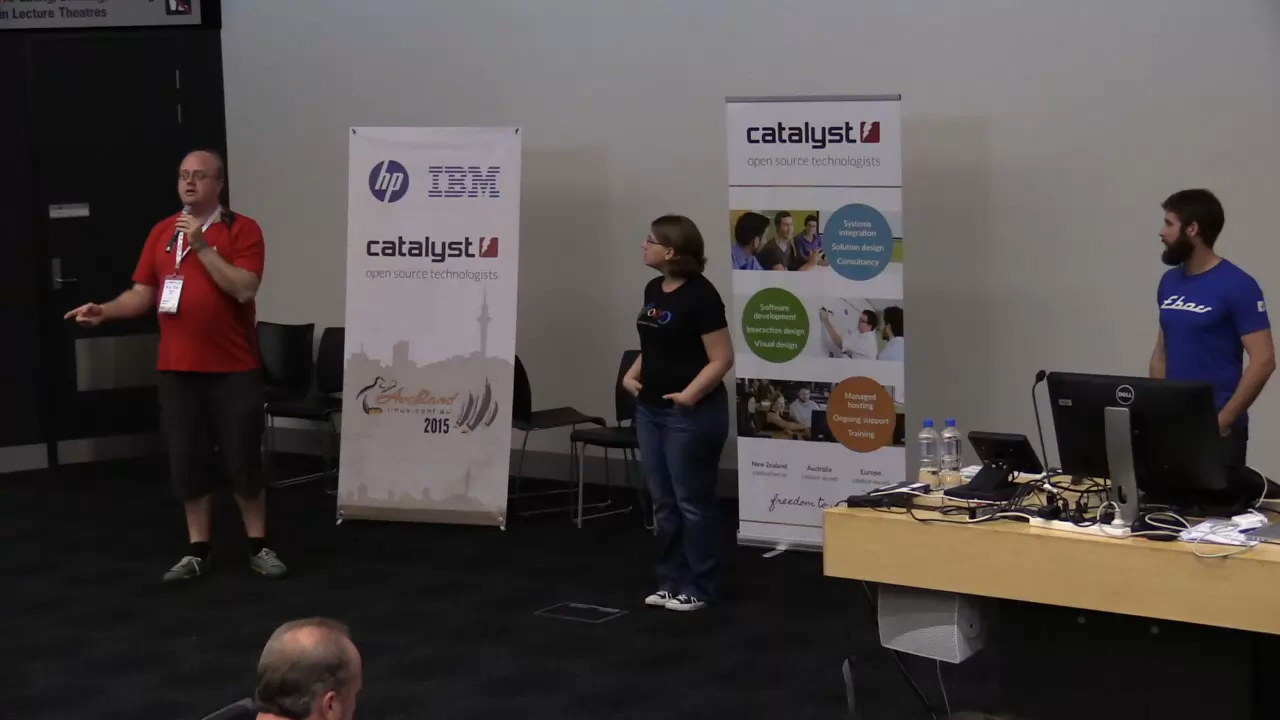 in Lecture Theatres
hp IBM
catalyst
open source technologists
Auckland
linux.conf.au
2015
catalyst
open source technologists
Systems
integration
Solution design
Consultancy
Software
development
Interaction design
Visual design
Managed
hosting
Ongoing support
Training
New Zealand Australia Europe
freedom to
DELL